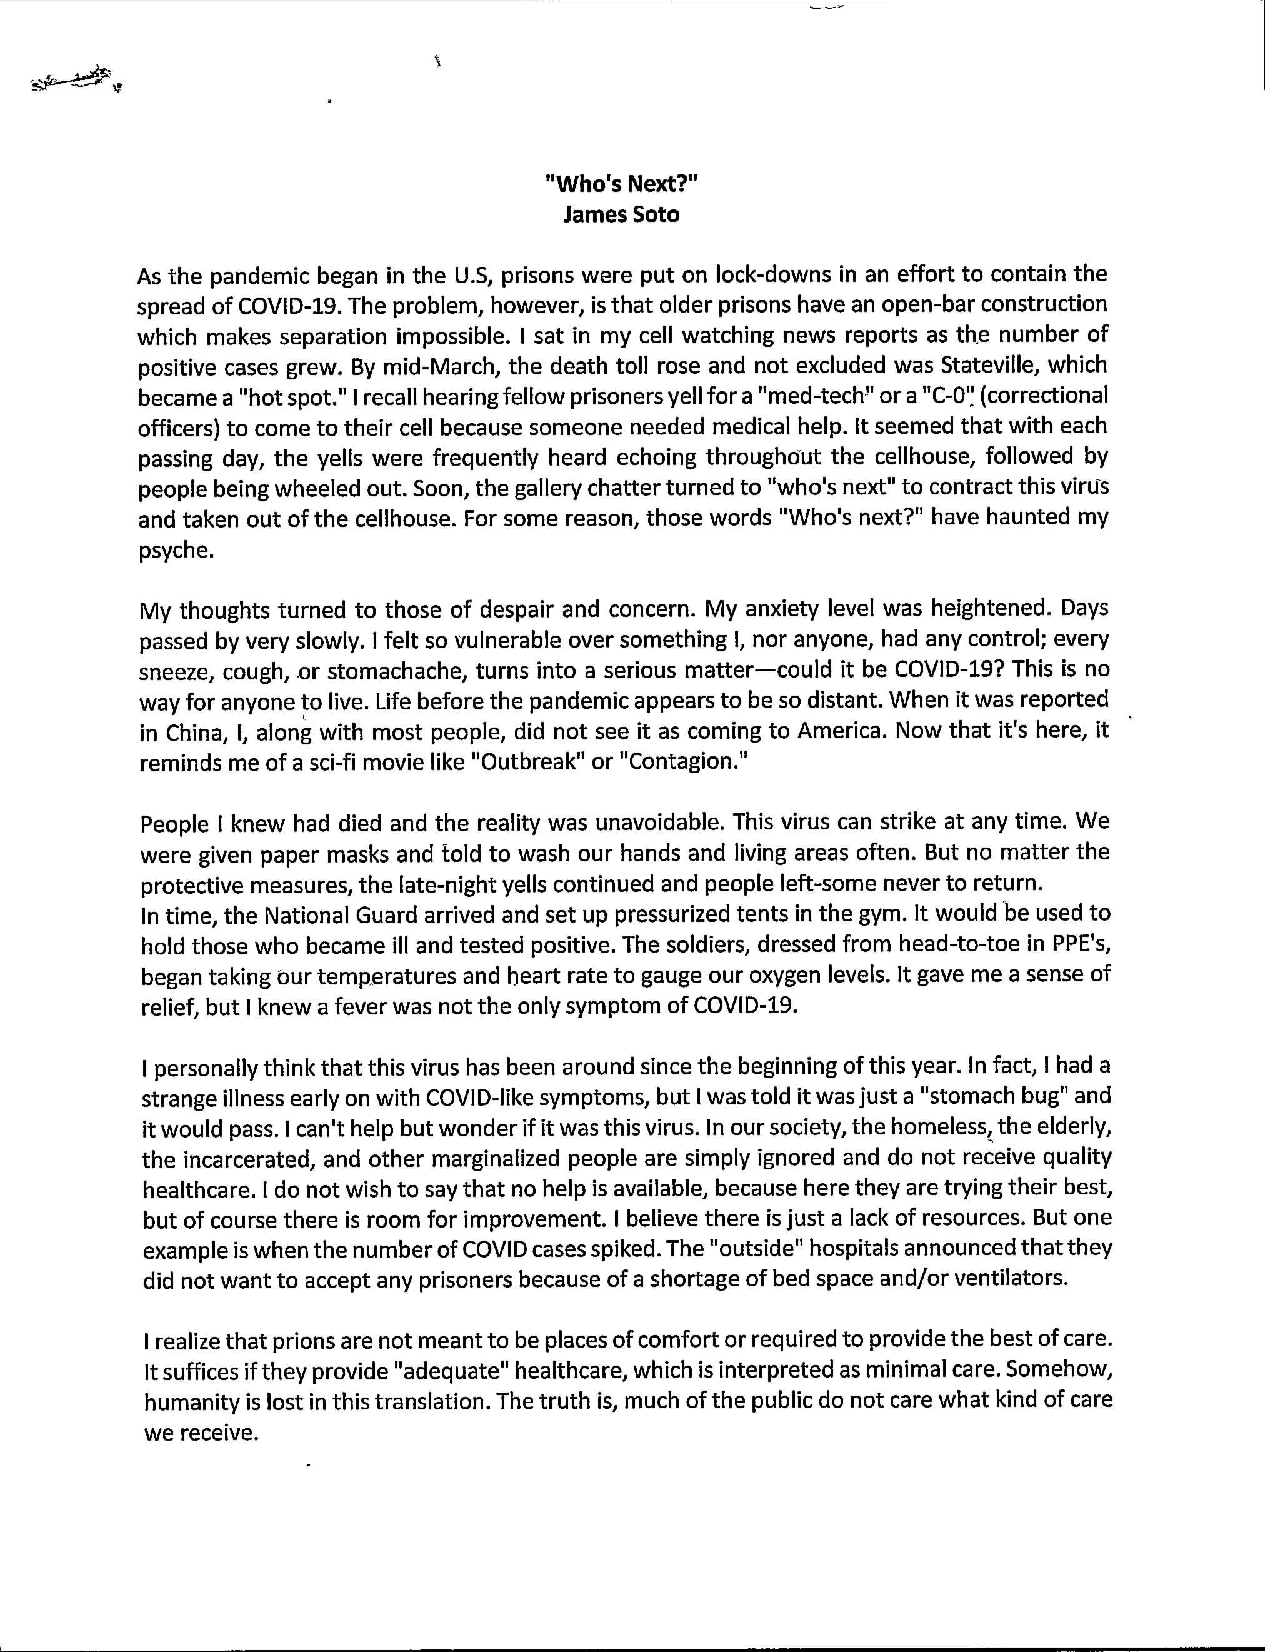 "Who's Next?"
James Soto
As the pandemic began in the U.S, prisons were put on lock-downs in an effort to contain the
spread of COVID-19. The problem, however, is that older prisons have an open-bar construction
which makes separation impossible. I sat in my cell watching news reports as the number of
positive cases grew. By mid-March, the death toll rose and not excluded was Stateville, which
became a "hot spot." I recall hearing fellow prisoners yell for a "med-tech" or a "C-0" (correctional
officers) to come to their cell because someone needed medical help. It seemed that with each
passing day, the yells were frequently heard echoing throughout the cellhouse, followed by
people being wheeled out. Soon, the gallery chatter turned to "who's next" to contract this virus
and taken out of the cellhouse. For some reason, those words "Who's next?" have haunted my
psyche.
My thoughts turned to those of despair and concern. My anxiety level was heightened. Days
passed by very slowly. I felt so vulnerable over something I, nor anyone, had any control; every
sneeze, cough, or stomachache, turns into a serious matter—could it be COVID-19? This is no
way for anyone to live. Life before the pandemic appears to be so distant. When it was reported
in China, I, along with most people, did not see it as coming to America. Now that it's here, it
reminds me of a sci-fi movie like "Outbreak" or "Contagion."
People I knew had died and the reality was unavoidable. This virus can strike at any time. We
were given paper masks and told to wash our hands and living areas often. But no matter the
protective measures, the late-night yells continued and people left-some never to return.
In time, the National Guard arrived and set up pressurized tents in the gym. It would be used to
hold those who became ill and tested positive. The soldiers, dressed from head-to-toe in PPE's,
began taking our temperatures and heart rate to gauge our oxygen levels. It gave me a sense of
relief, but I knew a fever was not the only symptom of COVID-19.
I personally think that this virus has been around since the beginning of this year. In fact, I had a
strange illness early on with COVID-like symptoms, but I was told it was just a "stomach bug" and
it would pass. I can't help but wonder if it was this virus. In our society, the homeless, the elderly,
the incarcerated, and other marginalized people are simply ignored and do not receive quality
healthcare. I do not wish to say that no help is available, because here they are trying their best,
but of course there is room for improvement. I believe there is just a lack of resources. But one
example is when the number of COVID cases spiked. The "outside" hospitals announced that they
did not want to accept any prisoners because of a shortage of bed space and/or ventilators.
I realize that prions are not meant to be places of comfort or required to provide the best of care.
It suffices if they provide "adequate" healthcare, which is interpreted as minimal care. Somehow,
humanity is lost in this translation. The truth is, much of the public do not care what kind of care
we receive.